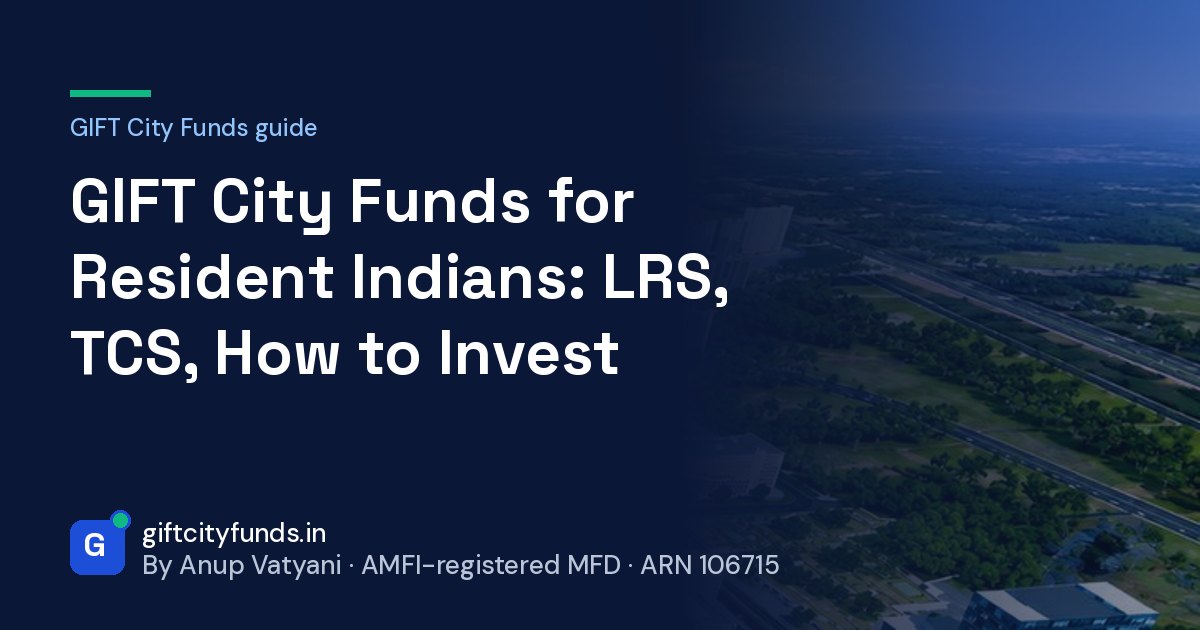 GIFT City Funds guide
GIFT City Funds for
Resident Indians: LRS,
TCS, How to Invest
G
giftcityfunds.in
By Anup Vatyani · AMFI-registered MFD · ARN 106715